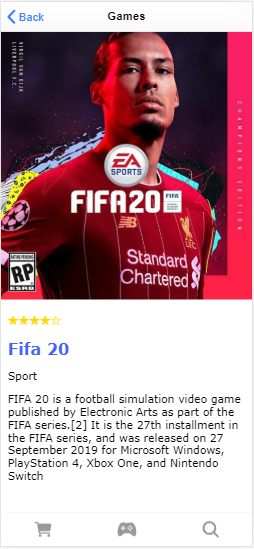 Back
Games
VIRGIL VAN DIJK
LIVERPOOL F.C.
CHAMPIONS EDITION
EA
SPORTS
FIFA 20
FIFA
new balance
Standard
Chartered
RATING PENDING
RP
ESRB
Fifa 20
Sport
FIFA 20 is a football simulation video game
published by Electronic Arts as part of the
FIFA series.[2] It is the 27th installment in
the FIFA series, and was released on 27
September 2019 for Microsoft Windows,
PlayStation 4, Xbox One, and Nintendo
Switch